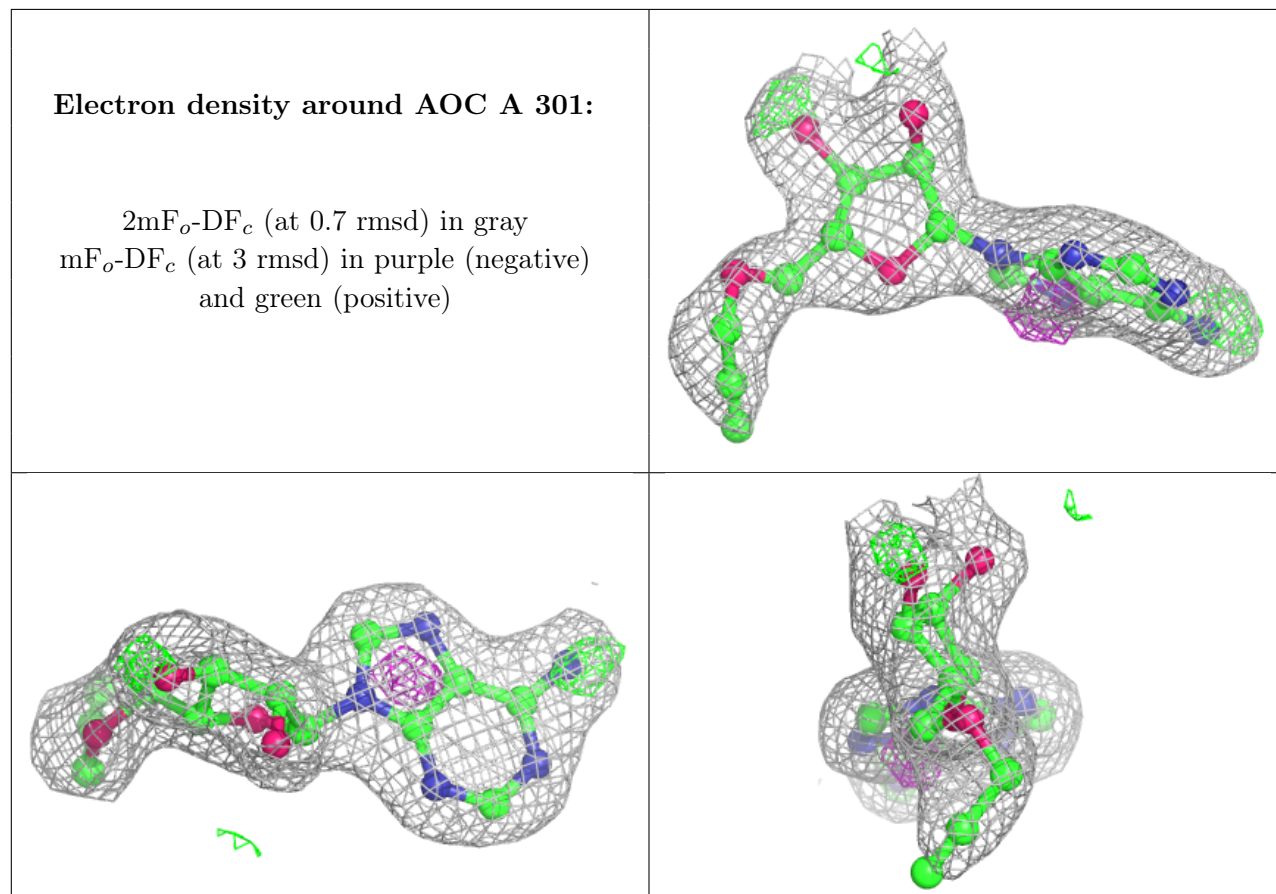 Electron density around AOC A 301:
2mFo-DFc (at 0.7 rmsd) in gray
mFo-DFc (at 3 rmsd) in purple (negative)
and green (positive)